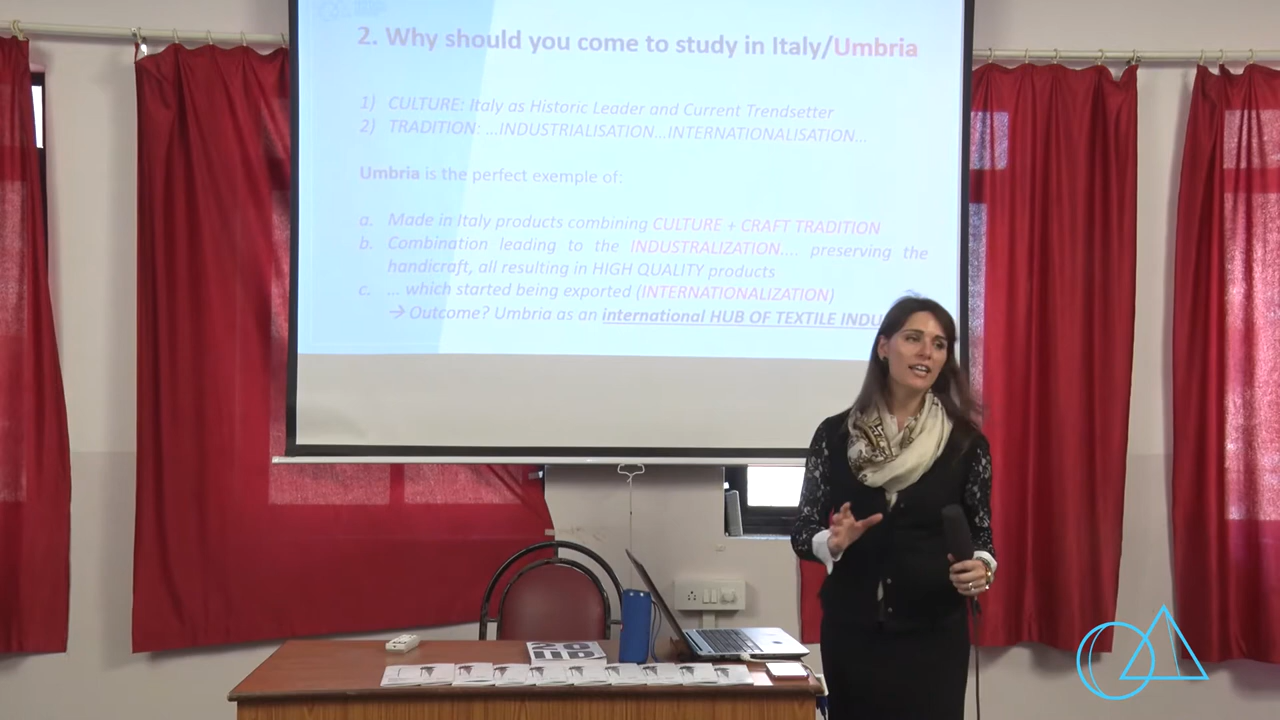 2. Why should you come to study in Italy/Umbria
1) CULTURE: Italy as Historic Leader and Current Trendsetter
2) TRADITION: ...INDUSTRIALISATION...INTERNATIONALISATION...
Umbria is the perfect exemple of:
a. Made in Italy products combining CULTURE + CRAFT TRADITION
b. Combination leading to the INDUSTRALIZATION.... preserving the
handicraft, all resulting in HIGH QUALITY products
c. ... which started being exported (INTERNATIONALIZATION)
→ Outcome? Umbria as an international HUB OF TEXTILE INDU